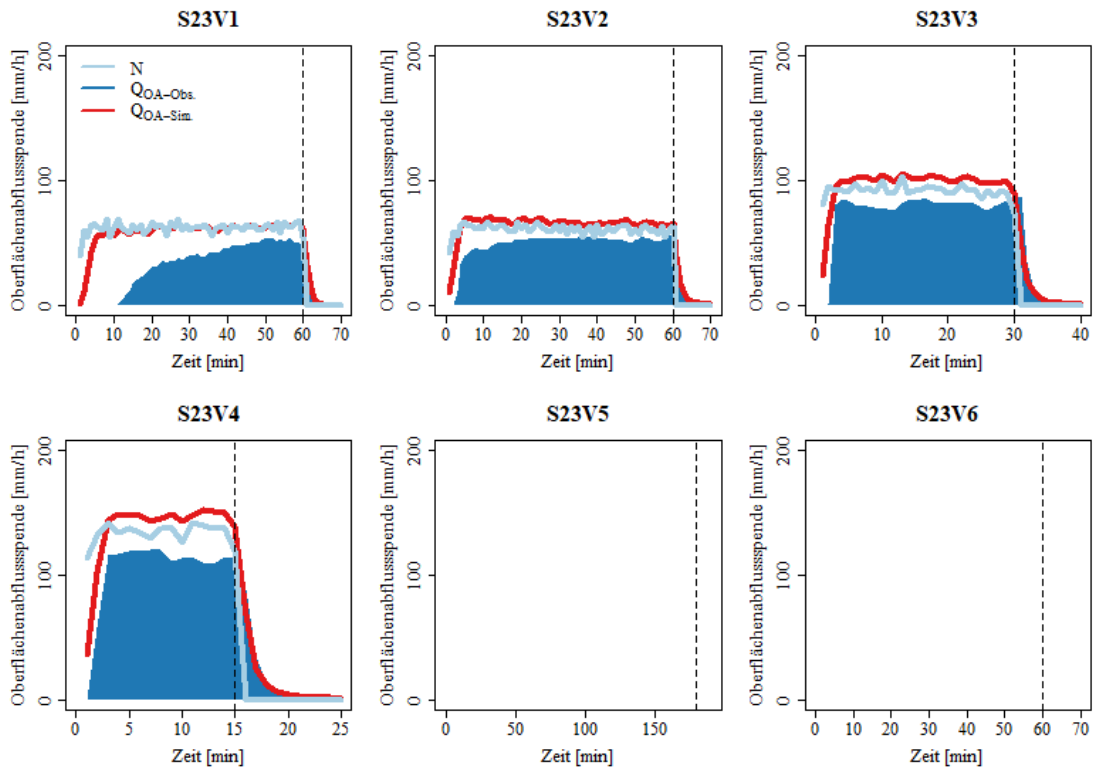 S23V1
S23V2
S23V3
Oberflächenabflussspende [mm/h]
0 100 200
N
QOA–Obs.
QOA–Sim.
0 10 20 30 40 50 60 70
Zeit [min]
Oberflächenabflussspende [mm/h]
0 100 200
0 10 20 30 40 50 60 70
Zeit [min]
Oberflächenabflussspende [mm/h]
0 100 200
0 10 20 30 40
Zeit [min]
S23V4
S23V5
S23V6
Oberflächenabflussspende [mm/h]
0 100 200
0 5 10 15 20 25
Zeit [min]
Oberflächenabflussspende [mm/h]
0 100 200
0 50 100 150
Zeit [min]
Oberflächenabflussspende [mm/h]
0 100 200
0 10 20 30 40 50 60 70
Zeit [min]